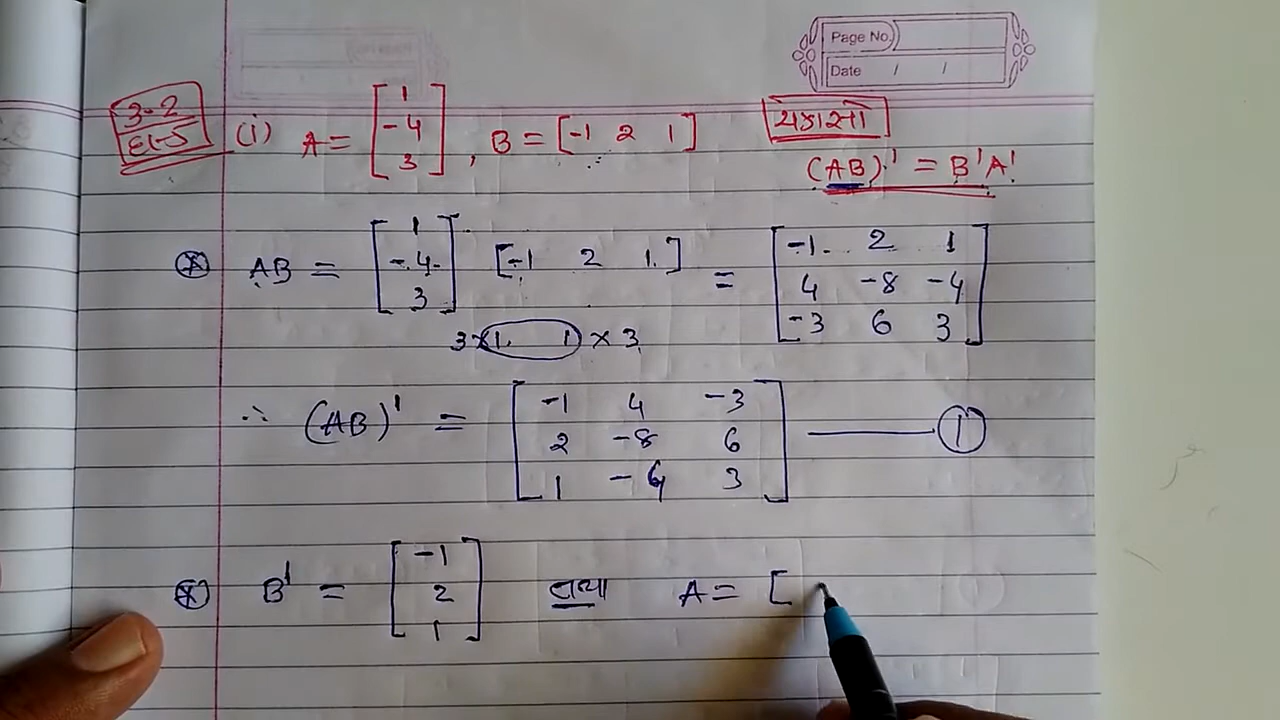 Page No.
Date / /
3.2
દા-5 (i) A = [1 -4 3], B = [-1 2 1] ચકાસો
(AB)' = B'A'
AB = [1 -4 3] [-1 2 1] = [-1 2 1 4 -8 -4 -3 6 3]
3×1 1×3
∴ (AB)' = [-1 4 -3 2 -8 6 1 -4 3] ——— 1
B' = [-1 2 1] તથા A = [